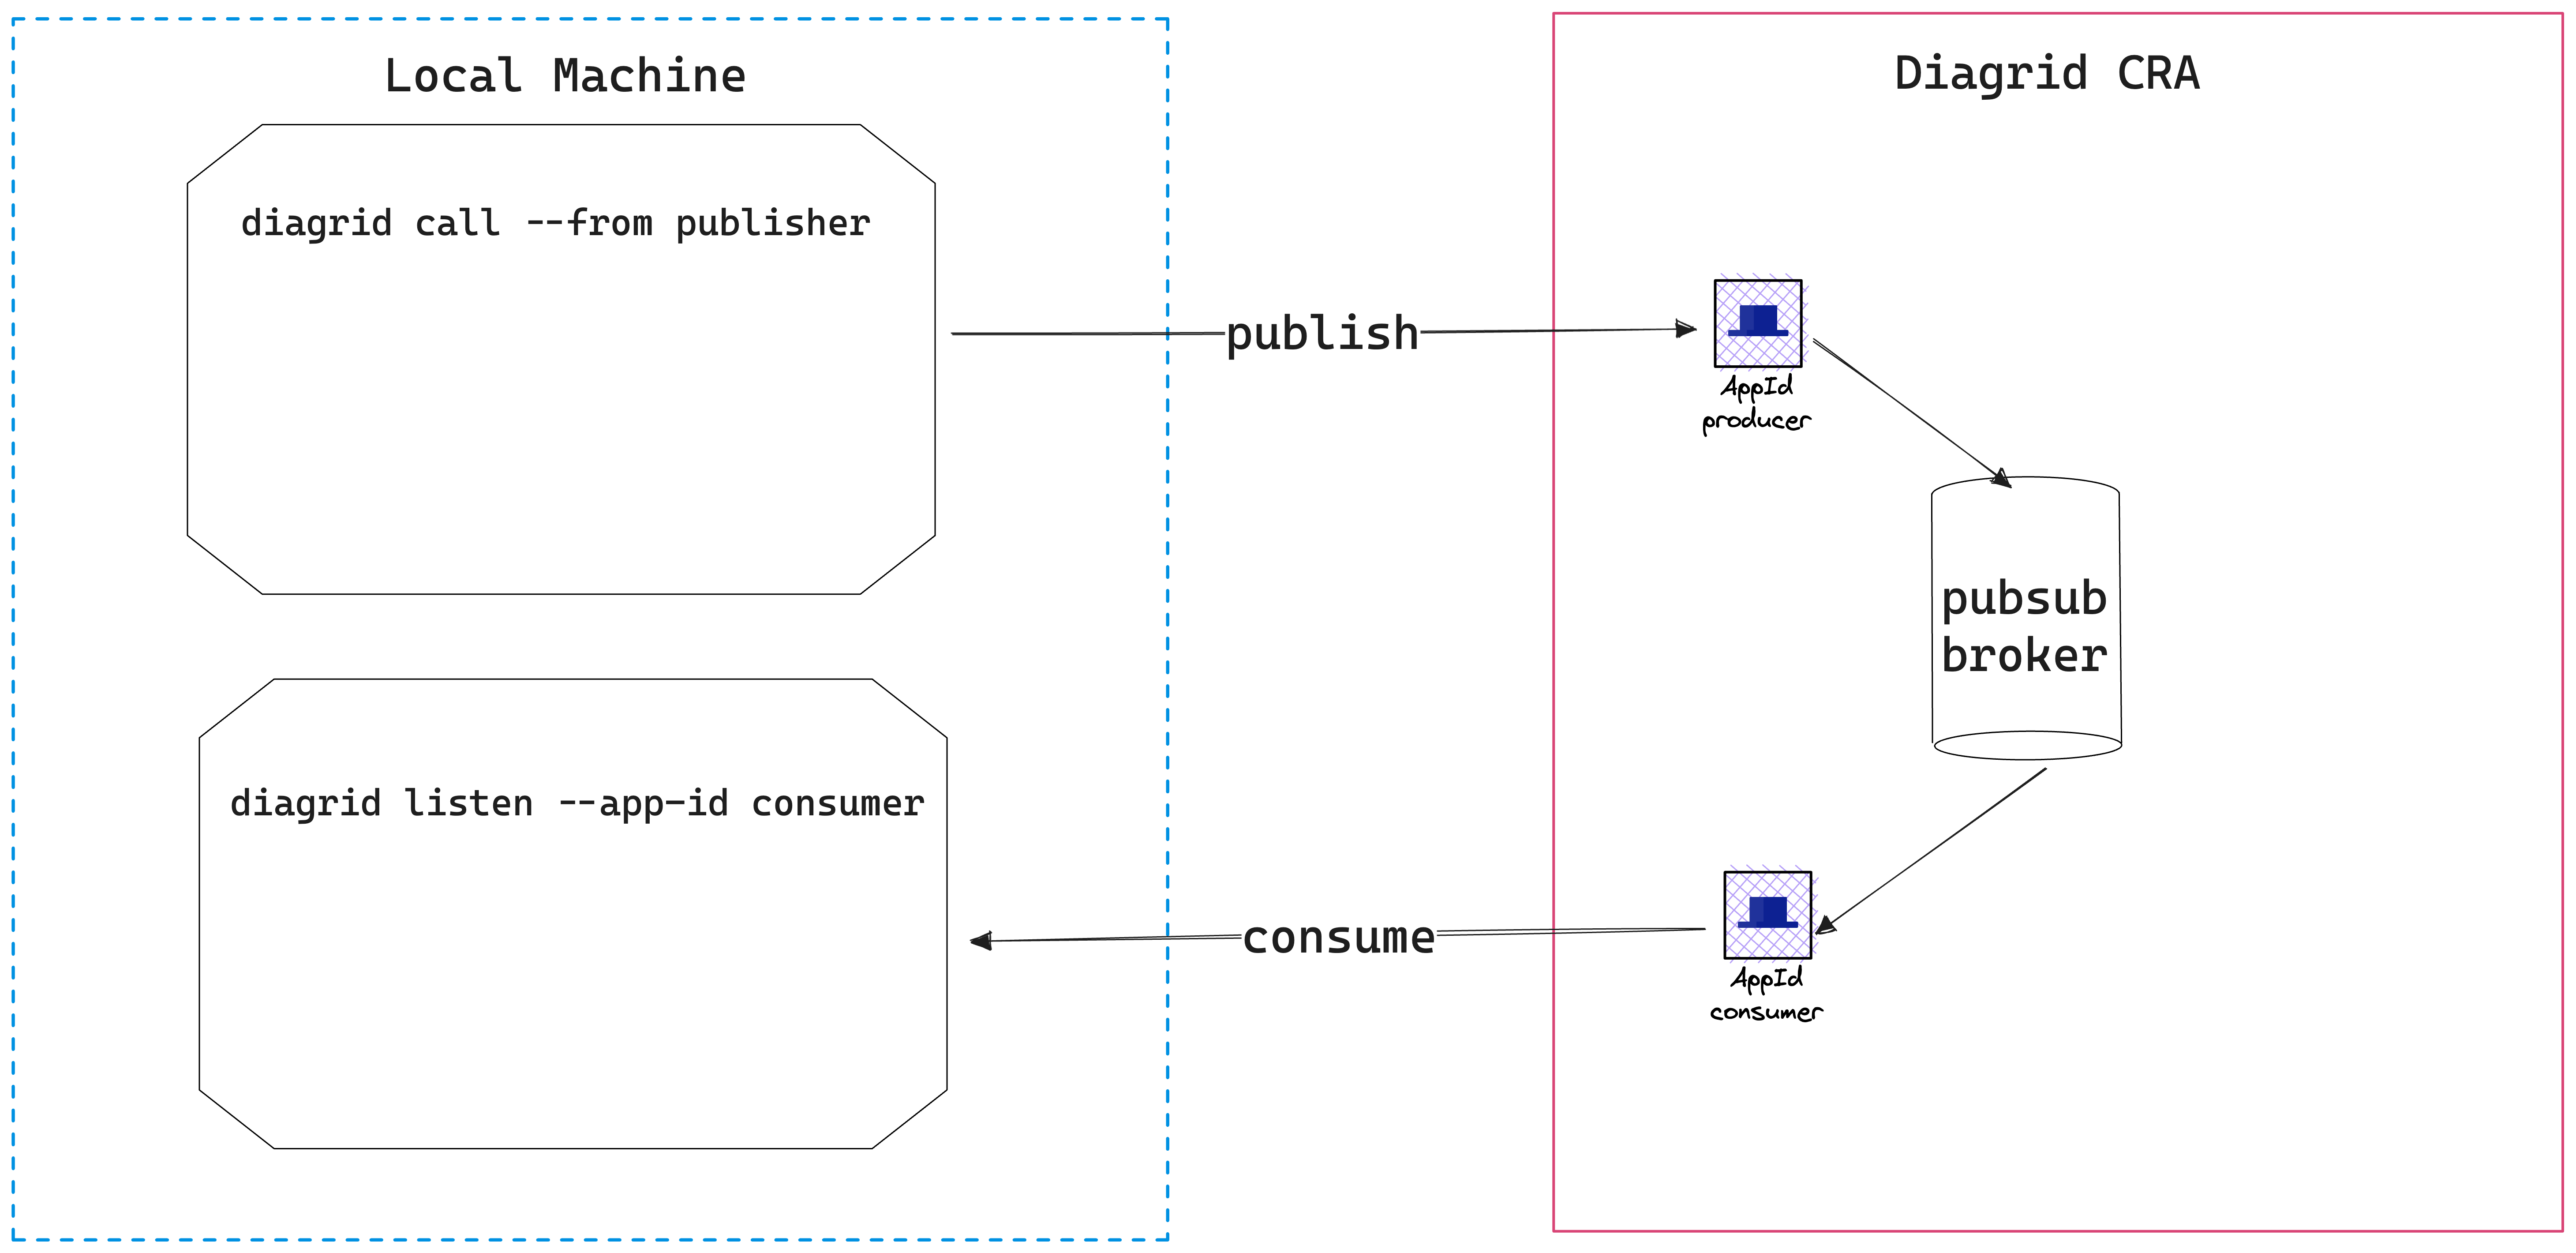 Local Machine
diagrid call --from publisher
diagrid listen --app-id consumer
publish
consume
Diagrid CRA
AppId
producer
pubsub
broker
AppId
consumer